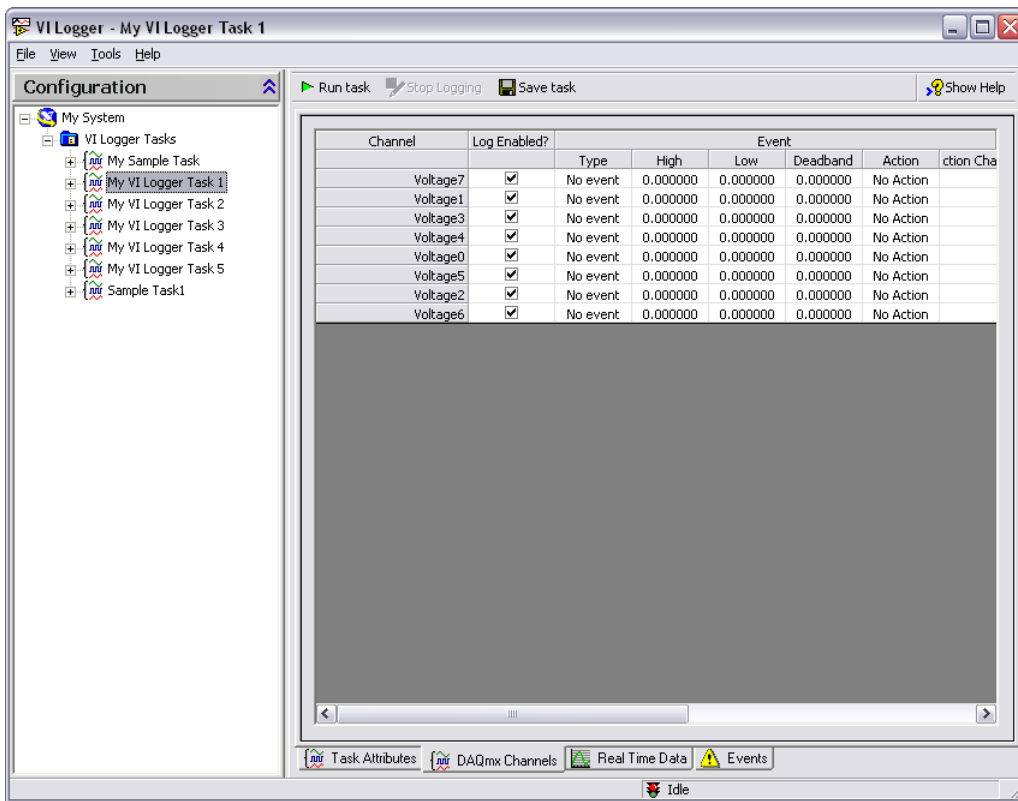 VI Logger - My VI Logger Task 1
File View Tools Help
Configuration
Run task Stop Logging Save task Show Help
My System
VI Logger Tasks
My Sample Task
My VI Logger Task 1
My VI Logger Task 2
My VI Logger Task 3
My VI Logger Task 4
My VI Logger Task 5
Sample Task1
Channel Log Enabled? Event
Type High Low Deadband Action ction Cha
Voltage7 No event 0.000000 0.000000 0.000000 No Action
Voltage1 No event 0.000000 0.000000 0.000000 No Action
Voltage3 No event 0.000000 0.000000 0.000000 No Action
Voltage4 No event 0.000000 0.000000 0.000000 No Action
Voltage0 No event 0.000000 0.000000 0.000000 No Action
Voltage5 No event 0.000000 0.000000 0.000000 No Action
Voltage2 No event 0.000000 0.000000 0.000000 No Action
Voltage6 No event 0.000000 0.000000 0.000000 No Action
Task Attributes DAQmx Channels Real Time Data Events
Idle